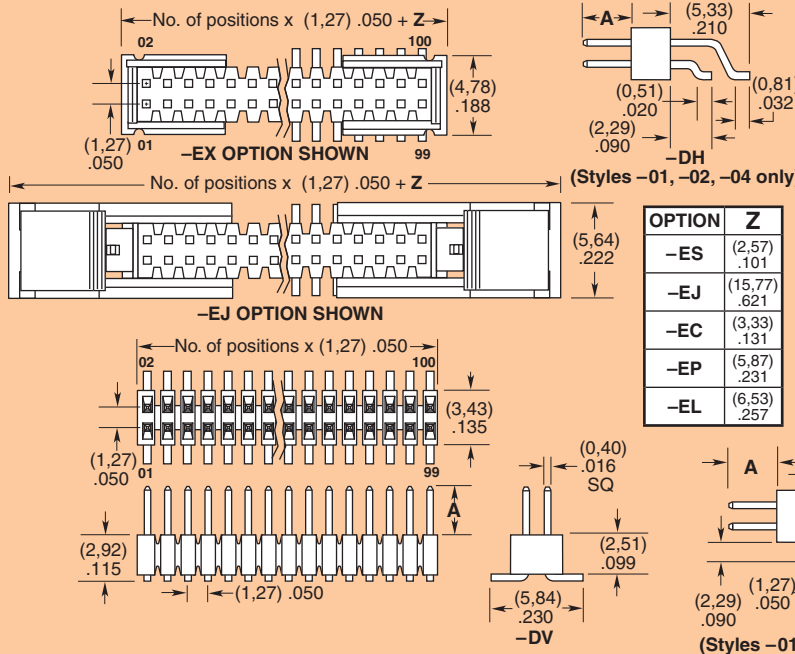 No. of positions x (1,27) .050 + Z
02
100
(4,78)
.188
(1,27)
.050
01
99
–EX OPTION SHOWN
A
(5,33)
.210
(0,51)
.020
(0,81)
.032
(2,29)
.090
–DH
(Styles –01, –02, –04 only
No. of positions x (1,27) .050 + Z
(5,64)
.222
–EJ OPTION SHOWN
OPTION Z
–ES (2,57) .101
–EJ (15,77) .621
–EC (3,33) .131
–EP (5,87) .231
–EL (6,53) .257
No. of positions x (1,27) .050
02
100
(3,43)
.135
(1,27)
.050
01
99
A
(2,92)
.115
(1,27) .050
(0,40)
.016
SQ
(2,51)
.099
(5,84)
.230
–DV
A
(1,27)
.050
(2,29)
.090
(Styles –01